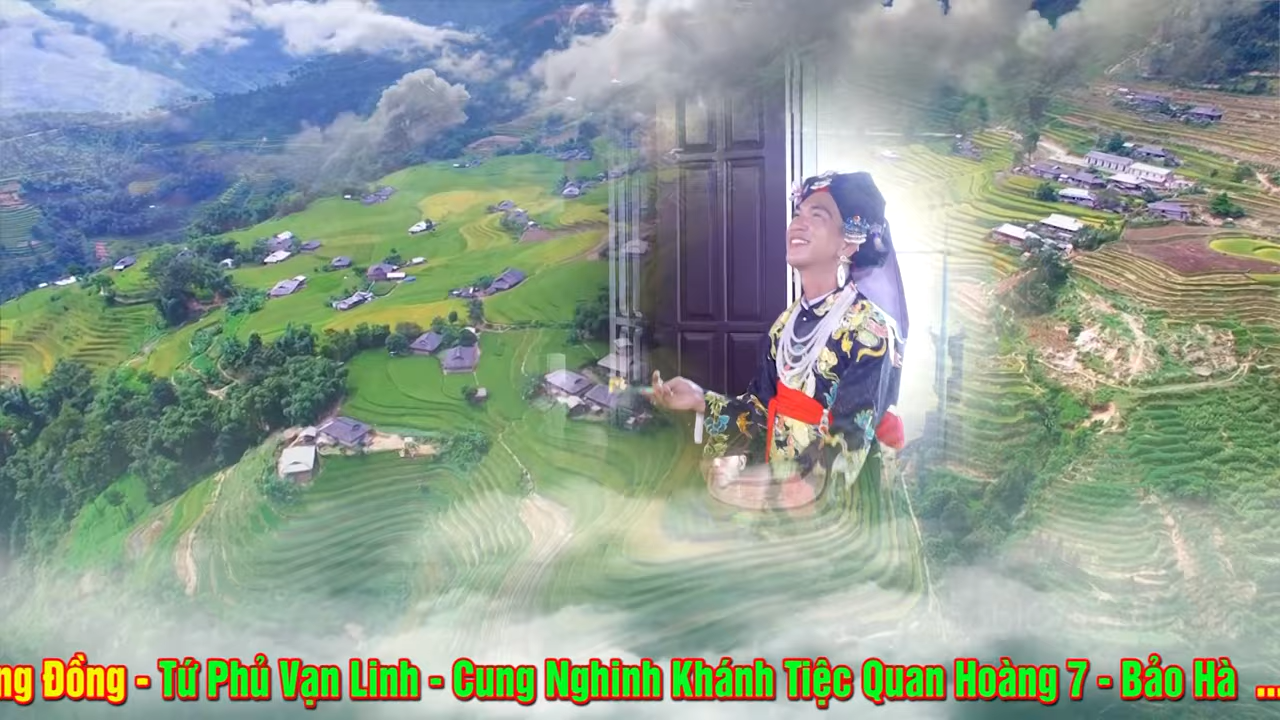 ng Đồng - Tứ Phủ Vạn Linh - Cung Nghinh Khánh Tiệc Quan Hoàng 7 - Bảo Hà ...